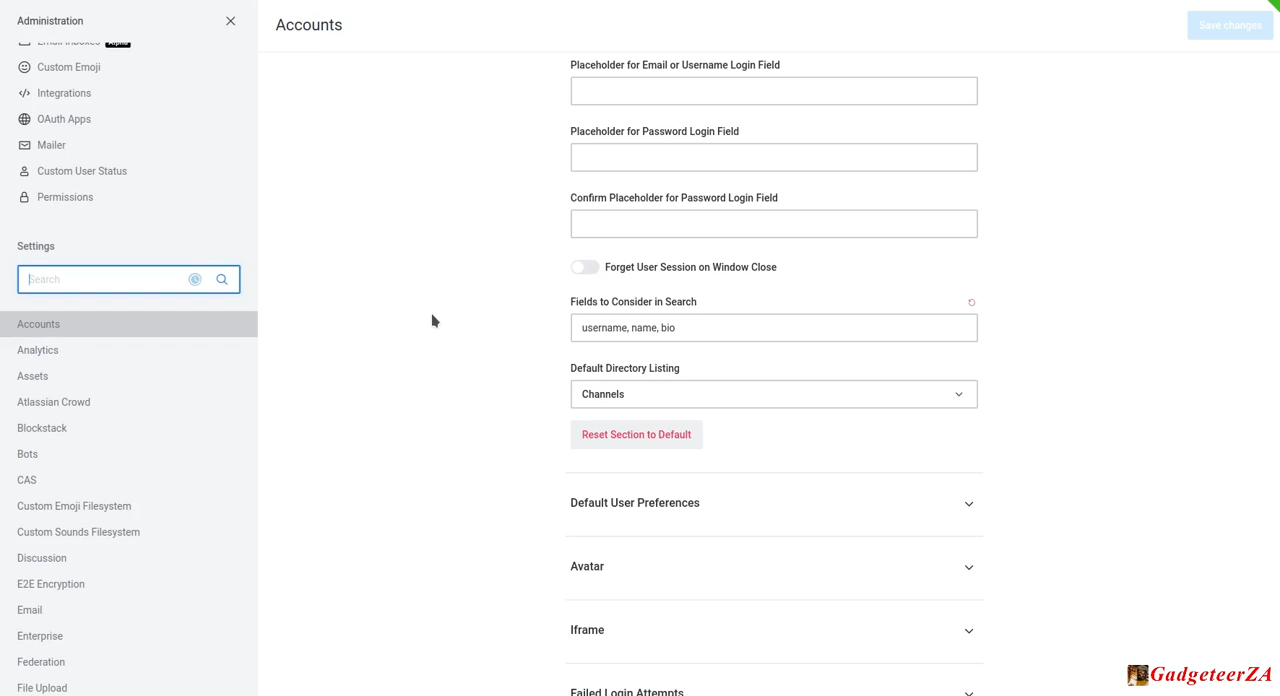 Administration
Email Inboxes Alpha
Custom Emoji
Integrations
OAuth Apps
Mailer
Custom User Status
Permissions
Settings
Search
Accounts
Analytics
Assets
Atlassian Crowd
Blockstack
Bots
CAS
Custom Emoji Filesystem
Custom Sounds Filesystem
Discussion
E2E Encryption
Email
Enterprise
Federation
File Upload
Accounts
Save changes
Placeholder for Email or Username Login Field
Placeholder for Password Login Field
Confirm Placeholder for Password Login Field
Forget User Session on Window Close
Fields to Consider in Search
username, name, bio
Default Directory Listing
Channels
Reset Section to Default
Default User Preferences
Avatar
Iframe
Failed Login Attempts
GadgeteerZA